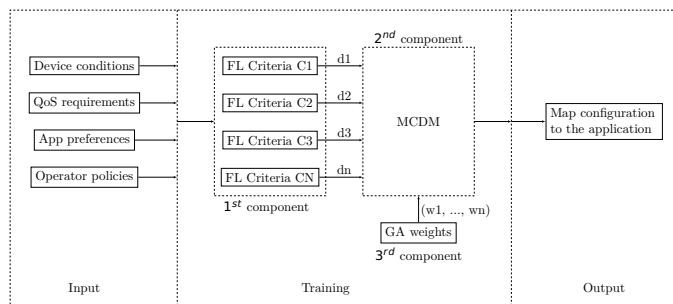 2nd component
Device conditions
FL Criteria C1
d1
QoS requirements
FL Criteria C2
d2
Map configuration
to the application
App preferences
FL Criteria C3
d3
MCDM
Operator policies
FL Criteria CN
dn
1st component
(w1, ..., wn)
GA weights
3rd component
Input
Training
Output